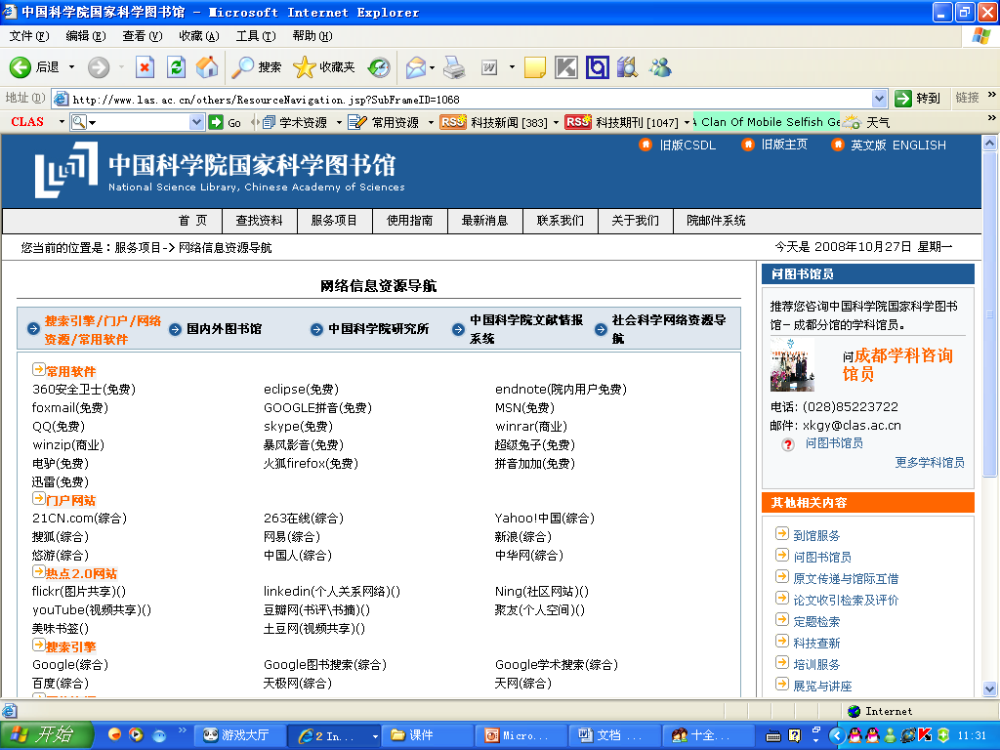 中国科学院国家科学图书馆 - Microsoft Internet Explorer
文件(F) 编辑(E) 查看(V) 收藏(A) 工具(T) 帮助(H)
后退 搜索 收藏夹
地址(D) http://www.las.ac.cn/others/ResourceNavigation.jsp?SubFrameID=1068 转到 链接 »
CLAS Go 学术资源 常用资源 RSS 科技新闻 [383] RSS 科技期刊 [1047] Clan Of Mobile Selfish Ge 天气 »
旧版CSDL 旧版主页 英文版 ENGLISH
中国科学院国家科学图书馆
National Science Library, Chinese Academy of Sciences
首 页 查找资料 服务项目 使用指南 最新消息 联系我们 关于我们 院邮件系统
您当前的位置是：服务项目-> 网络信息资源导航 今天是 2008年10月27日 星期一
网络信息资源导航
搜索引擎/门户/网络资源/常用软件 国内外图书馆 中国科学院研究所 中国科学院文献情报系统 社会科学网络资源导航
常用软件
360安全卫士(免费) eclipse(免费) endnote(院内用户免费)
foxmail(免费) GOOGLE拼音(免费) MSN(免费)
QQ(免费) skype(免费) winrar(商业)
winzip(商业) 暴风影音(免费) 超级兔子(免费)
电驴(免费) 火狐firefox(免费) 拼音加加(免费)
迅雷(免费)
门户网站
21CN.com(综合) 263在线(综合) Yahoo!中国(综合)
搜狐(综合) 网易(综合) 新浪(综合)
悠游(综合) 中国人(综合) 中华网(综合)
热点2.0网站
flickr(图片共享)() linkedin(个人关系网络)() Ning(社区网站)()
youTube(视频共享)() 豆瓣网(书评\书摘)() 聚友(个人空间)()
美味书签() 土豆网(视频共享)()
搜索引擎
Google(综合) Google图书搜索(综合) Google学术搜索(综合)
百度(综合) 天极网(综合) 天网(综合)
问图书馆员
推荐您咨询中国科学院国家科学图书
馆－成都分馆的学科馆员。
问成都学科咨询
馆员
电话: (028)85223722
邮件: xkgy@clas.ac.cn
问图书馆员
更多学科馆员
其他相关内容
到馆服务
问图书馆员
原文传递与馆际互借
论文收引检索及评价
定题检索
科技查新
培训服务
展览与讲座
Internet
开始 » 游戏大厅 2 In... 课件 Micro... 文档 ... 十全... 11:31